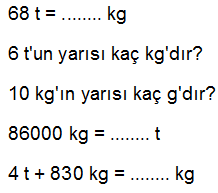 68 t = ........ kg
6 t'un yarısı kaç kg'dır?
10 kg'ın yarısı kaç g'dır?
86000 kg = ........ t
4 t + 830 kg = ........ kg